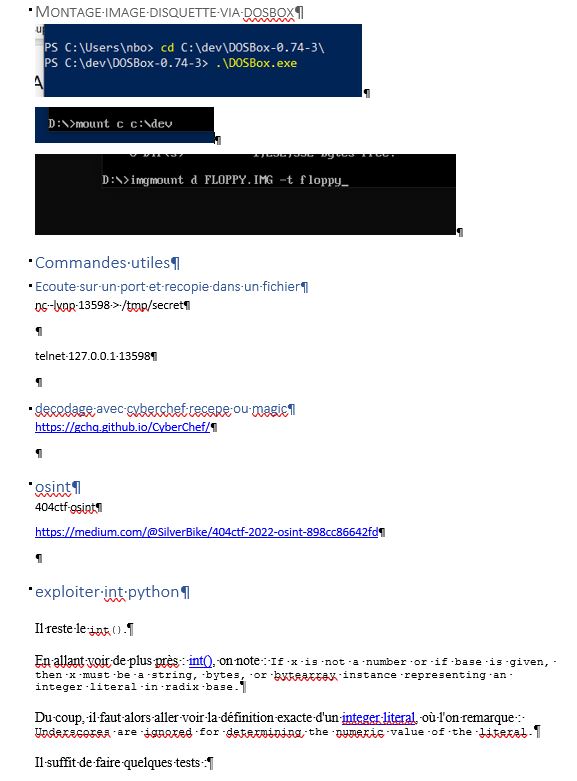 MONTAGE IMAGE DISQUETTE VIA DOSBOX¶
PS C:\Users\nbo> cd C:\dev\DOSBox-0.74-3\
PS C:\dev\DOSBox-0.74-3> .\DOSBox.exe
¶
D:\>mount c c:\dev
¶
D:\>imgmount d FLOPPY.IMG -t floppy_
¶
Commandes·utiles¶
Ecoute·sur·un·port·et·recopie·dans·un·fichier¶
nc·-lvnp·13598·>·/tmp/secret¶
¶
telnet·127.0.0.1·13598¶
¶
decodage·avec·cyberchef·recepe·ou·magic¶
https://gchq.github.io/CyberChef/¶
¶
osint¶
404ctf·osint¶
https://medium.com/@SilverBike/404ctf-2022-osint-898cc86642fd¶
¶
exploiter·int·python¶
Il·reste·le·int().¶
En·allant·voir·de·plus·près·:·int(),·on·note·:·If·x·is·not·a·number·or·if·base·is·given,·
then·x·must·be·a·string,·bytes,·or·bytearray·instance·representing·an·
integer·literal·in·radix·base.¶
Du·coup,·il·faut·alors·aller·voir·la·définition·exacte·d'un·integer·literal,·où·l'on·remarque·:·
Underscores·are·ignored·for·determining·the·numeric·value·of·the·literal.¶
Il·suffit·de·faire·quelques·tests·:¶